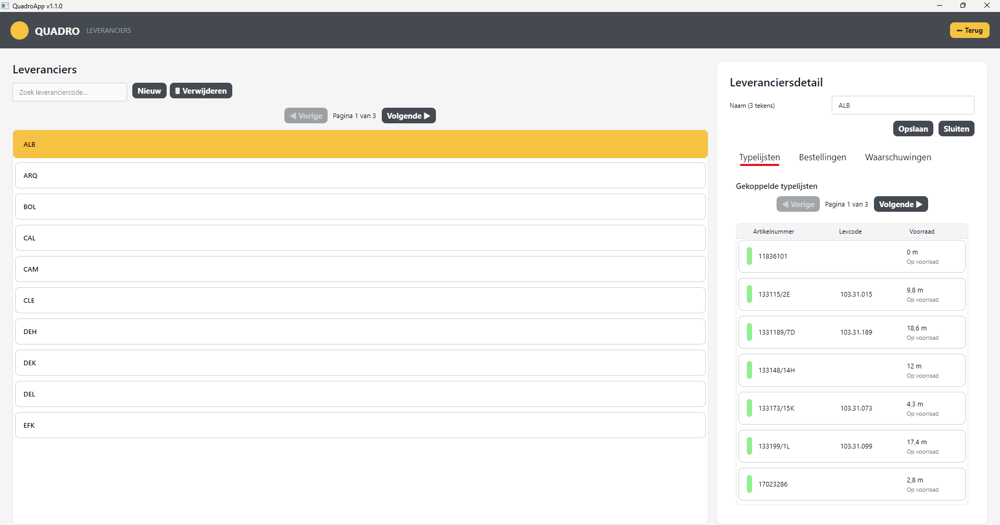 QuadroApp v1.1.0
QUADRO LEVERANCIERS
← Terug
Leveranciers
Zoek leveranciercode...
Nieuw
Verwijderen
◀ Vorige Pagina 1 van 3 Volgende ▶
ALB
ARQ
BOL
CAL
CAM
CLE
DEH
DEK
DEL
EFK
Leveranciersdetail
Naam (3 tekens) ALB
Opslaan Sluiten
Typelijsten Bestellingen Waarschuwingen
Gekoppelde typelijsten
◀ Vorige Pagina 1 van 3 Volgende ▶
Artikelnummer Levcode Voorraad
11836101 0 m
Op voorraad
133115/2E 103.31.015 9,8 m
Op voorraad
1331189/7D 103.31.189 18,6 m
Op voorraad
133148/14H 12 m
Op voorraad
133173/15K 103.31.073 4,3 m
Op voorraad
133199/1L 103.31.099 17,4 m
Op voorraad
17023286 2,8 m
Op voorraad